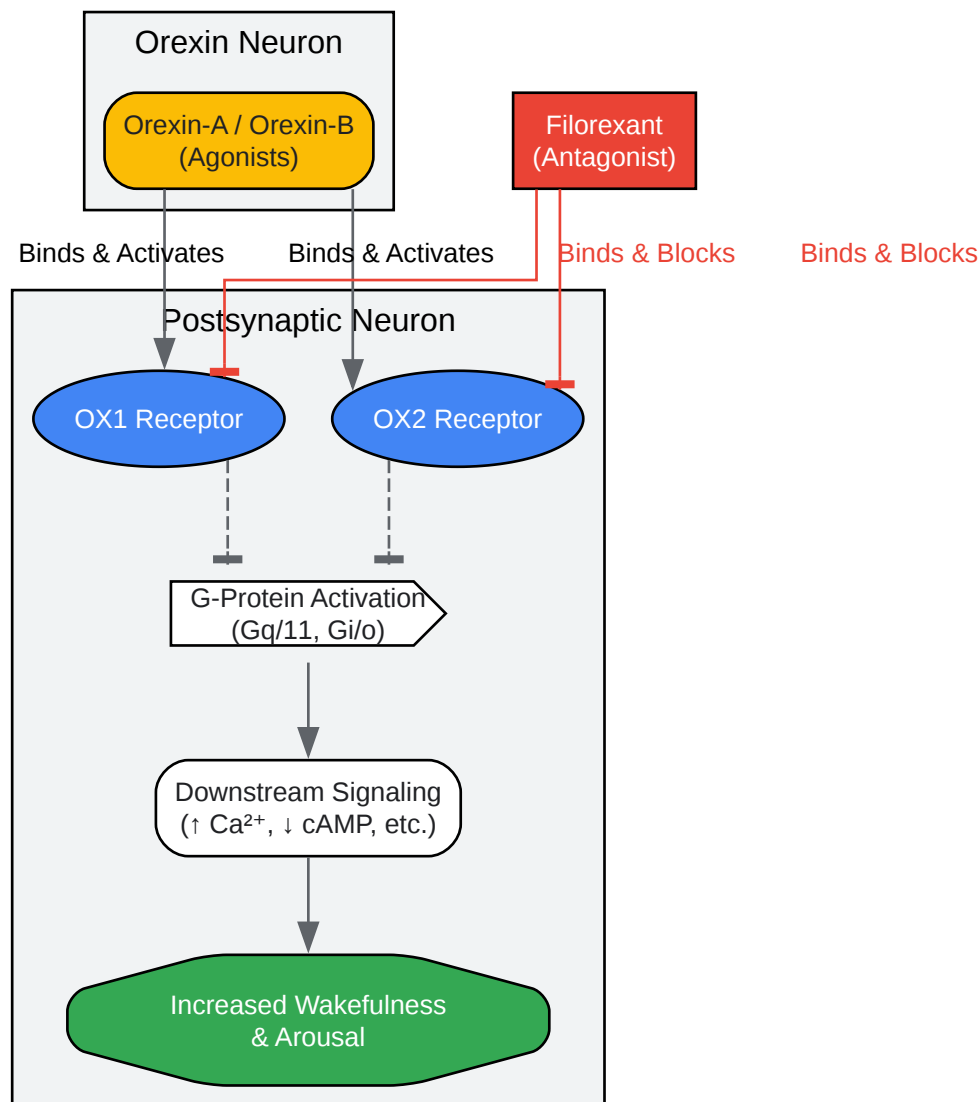 Orexin Neuron
Orexin-A / Orexin-B
(Agonists)
Filorexant
(Antagonist)
Binds & Activates
Binds & Activates
Binds & Blocks
Binds & Blocks
Postsynaptic Neuron
OX1 Receptor
OX2 Receptor
G-Protein Activation
(Gq/11, Gi/o)
Downstream Signaling
(↑ Ca²⁺, ↓ cAMP, etc.)
Increased Wakefulness
& Arousal